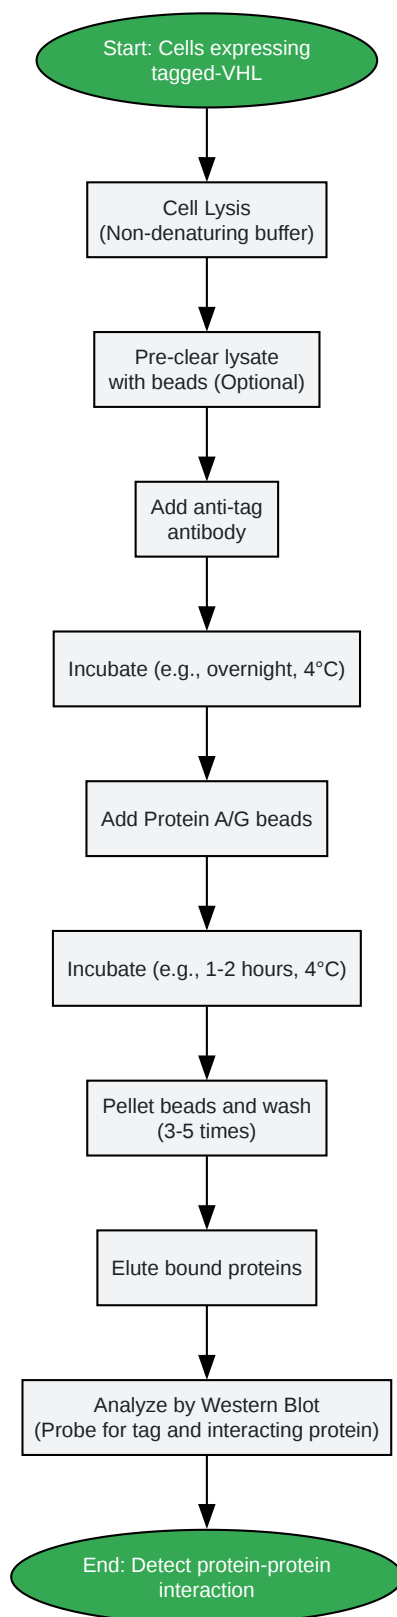 Start: Cells expressing
tagged-VHL
Cell Lysis
(Non-denaturing buffer)
Pre-clear lysate
with beads (Optional)
Add anti-tag
antibody
Incubate (e.g., overnight, 4°C)
Add Protein A/G beads
Incubate (e.g., 1-2 hours, 4°C)
Pellet beads and wash
(3-5 times)
Elute bound proteins
Analyze by Western Blot
(Probe for tag and interacting protein)
End: Detect protein-protein
interaction